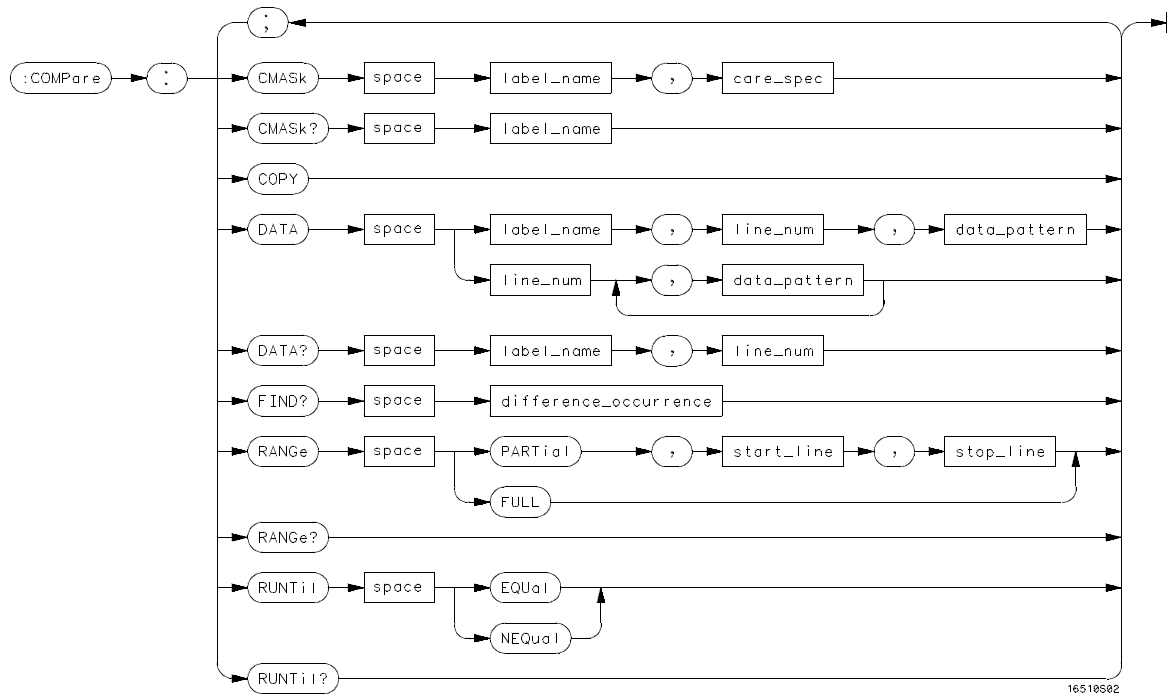 ;
:COMPare : CMASk space label_name , care_spec
CMASk? space label_name
COPY
DATA space label_name , line_num , data_pattern
line_num , data_pattern
DATA? space label_name , line_num
FIND? space difference_occurrence
RANGe space PARTial , start_line , stop_line
FULL
RANGe?
RUNTil space EQUal
NEQual
RUNTil?
16510S02